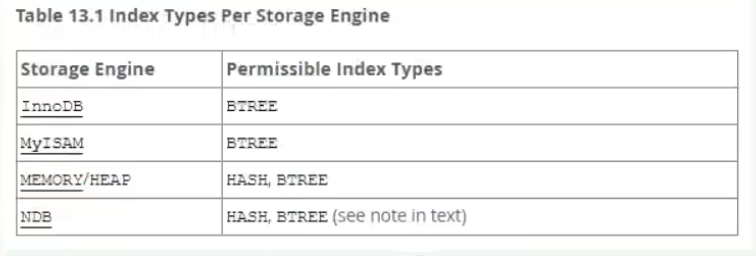 Table 13.1 Index Types Per Storage Engine
Storage Engine Permissible Index Types
InnoDB BTREE
MyISAM BTREE
MEMORY/HEAP HASH, BTREE
NDB HASH, BTREE (see note in text)